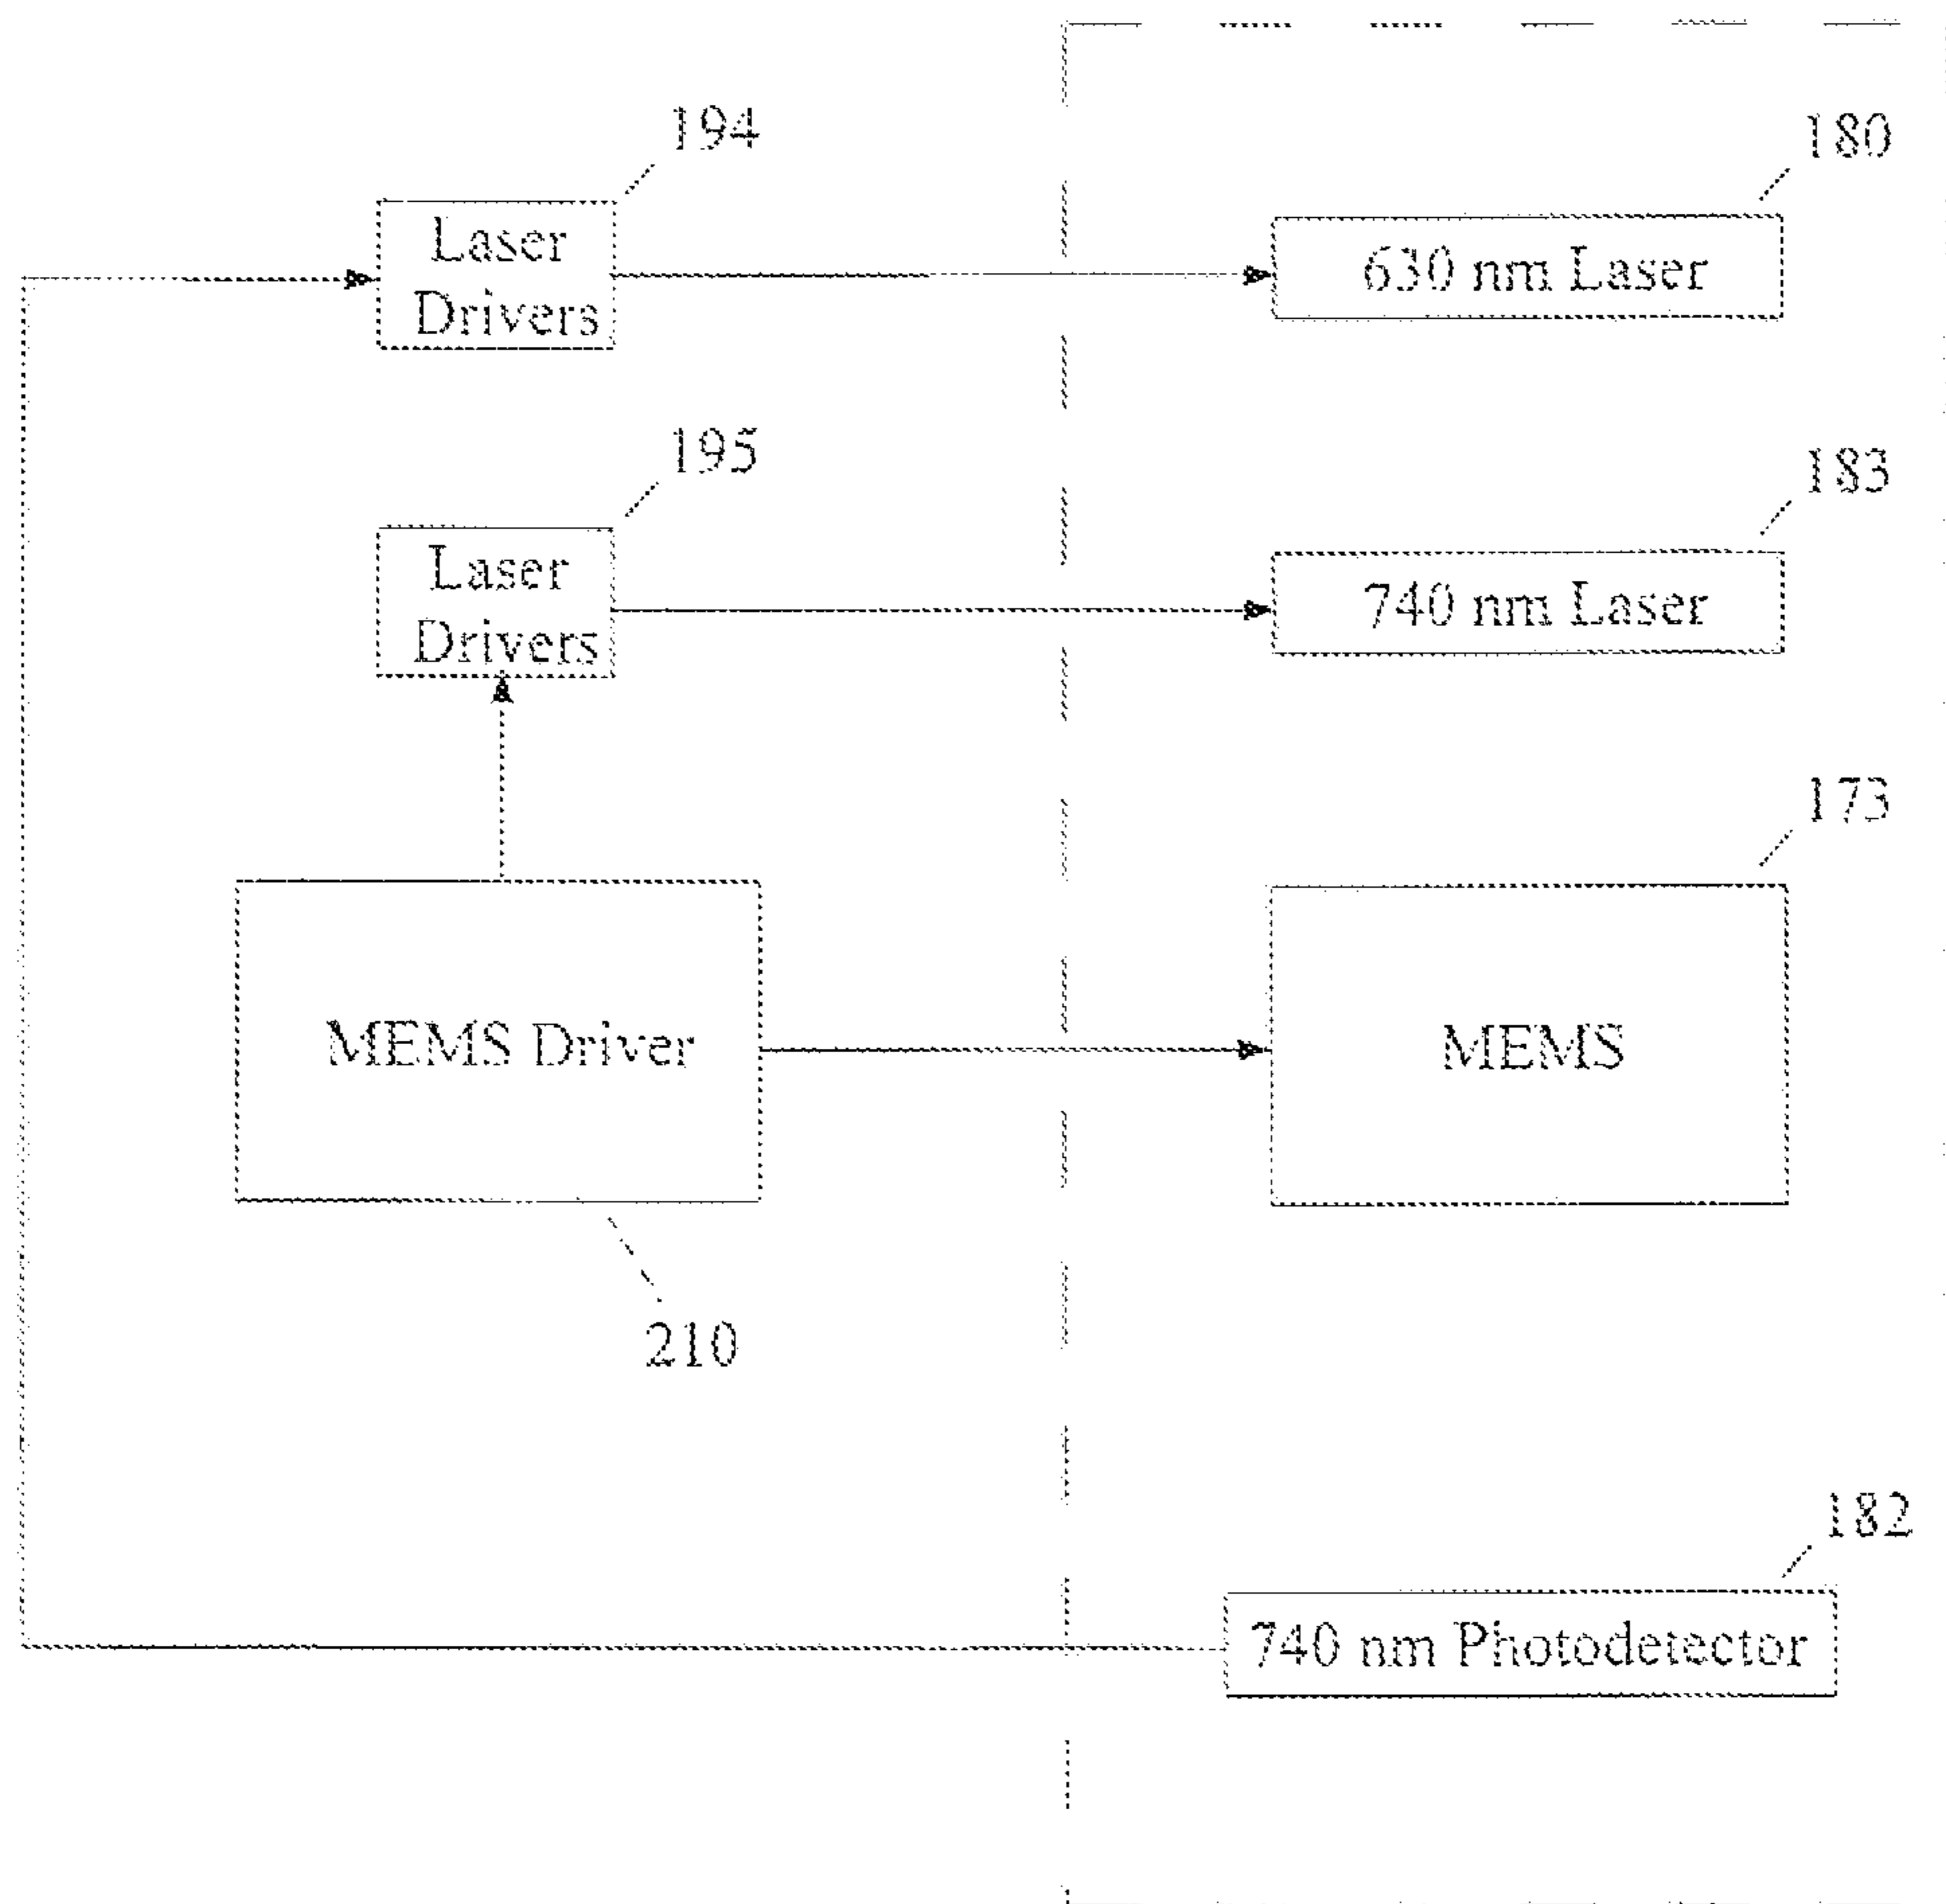 194
180
Laser
Drivers
630 nm Laser
195
183
Laser
Drivers
740 nm Laser
173
MEMS Driver
MEMS
210
182
740 nm Photodetector